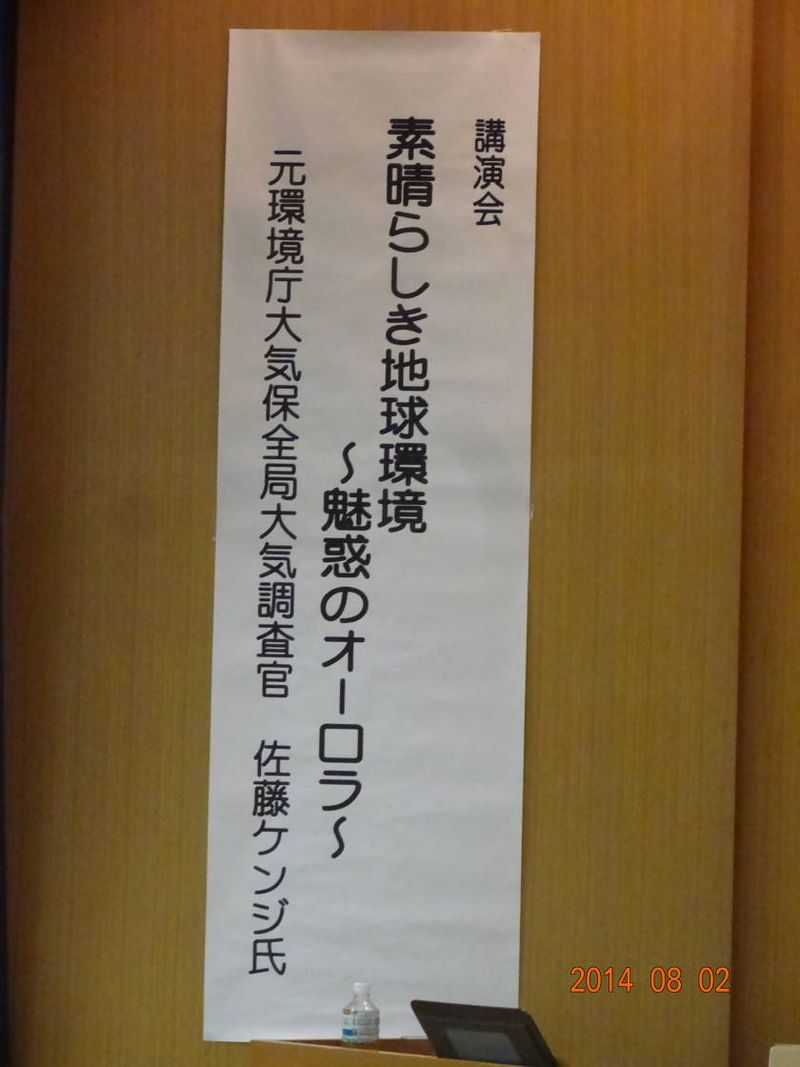 講演会
素晴らしき地球環境
～魅惑のオーロラ～
元環境庁大気保全局大気調査官　佐藤ケンジ氏
2014 08 02